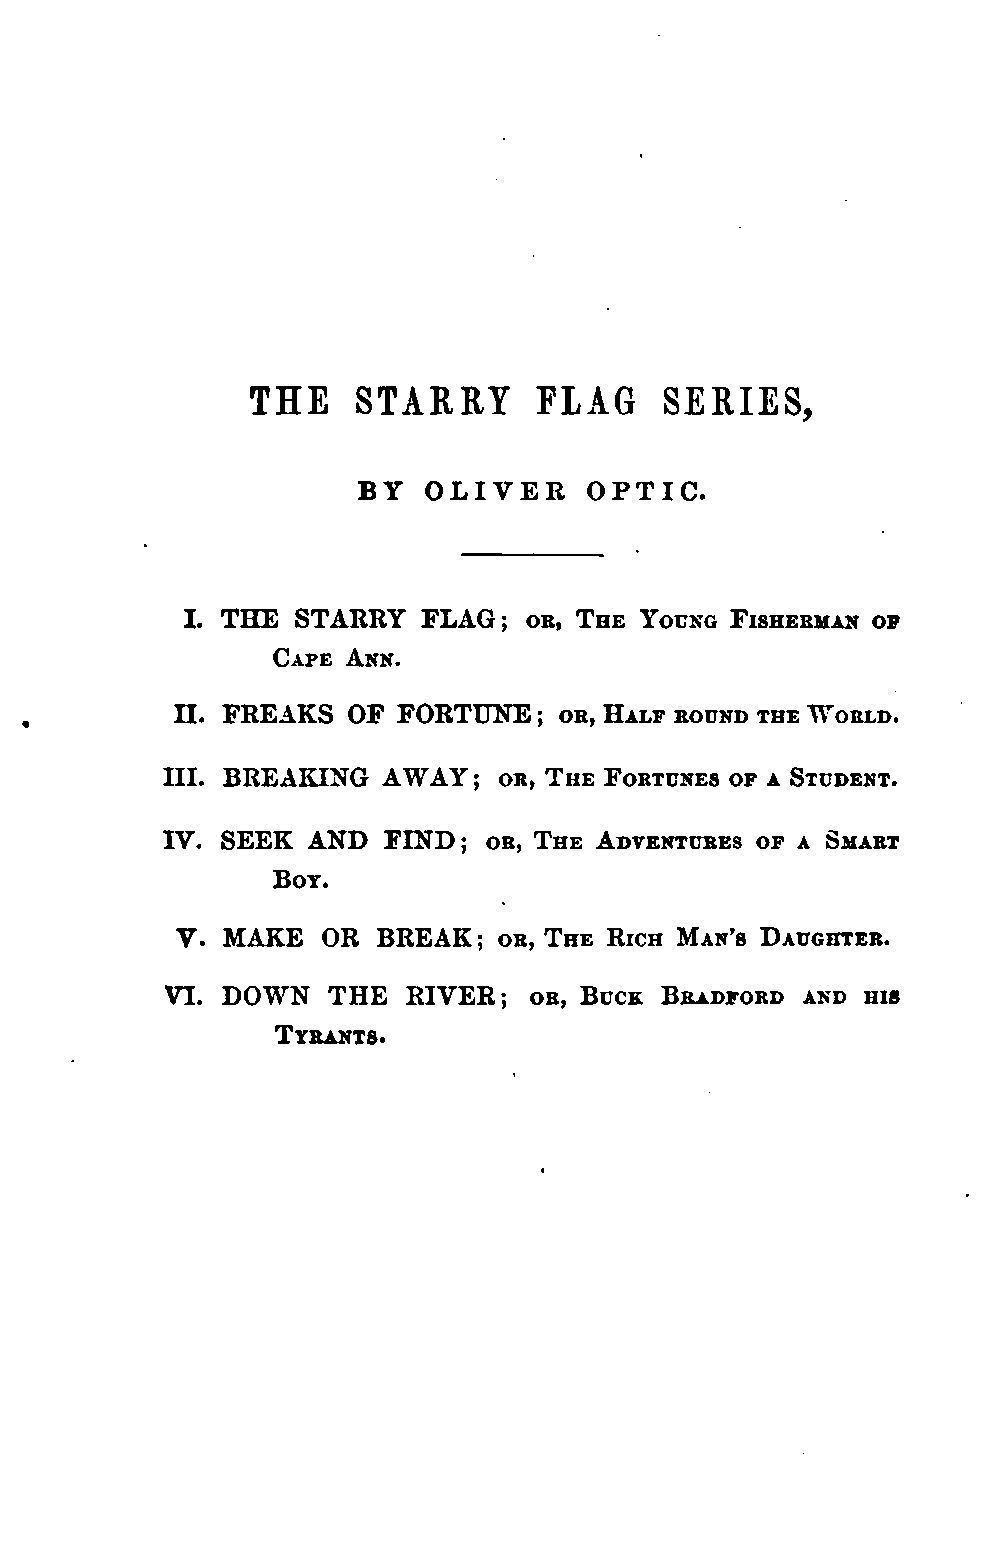 THE STARRY FLAG SERIES,
BY OLIVER OPTIC.
I. THE STARRY FLAG; OR, THE YOUNG FISHERMAN OF
CAPE ANN.
II. FREAKS OF FORTUNE; OR, HALF ROUND THE WORLD.
III. BREAKING AWAY; OR, THE FORTUNES OF A STUDENT.
IV. SEEK AND FIND; OR, THE ADVENTURES OF A SMART
BOY.
V. MAKE OR BREAK; OR, THE RICH MAN'S DAUGHTER.
VI. DOWN THE RIVER; OR, BUCK BRADFORD AND HIS
TYRANTS.